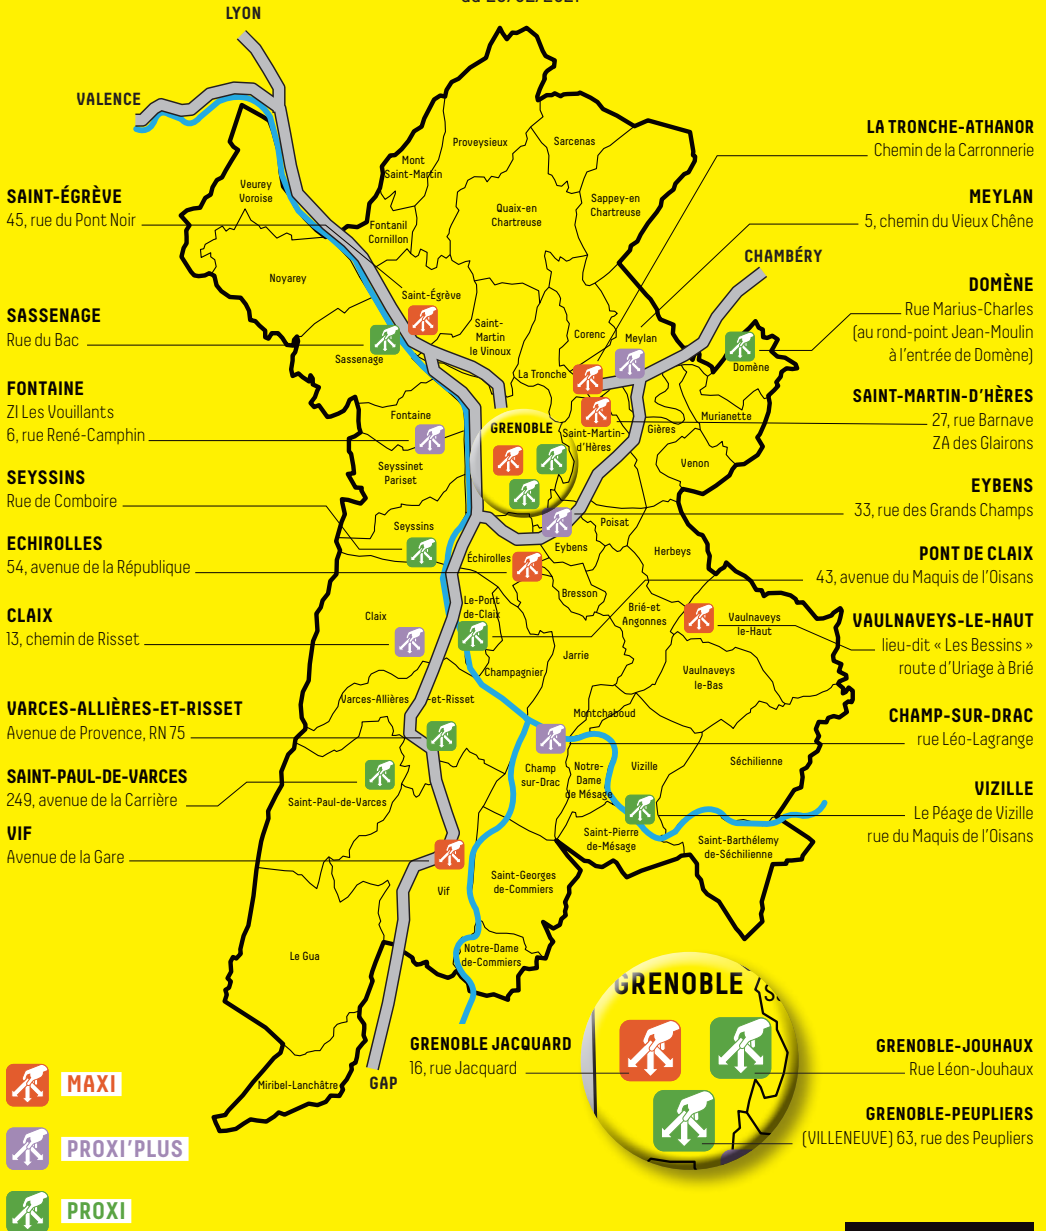 LYON
VALENCE
SAINT-ÉGRÈVE
45, rue du Pont Noir
SASSENAGE
Rue du Bac
FONTAINE
ZI Les Vouillants
6, rue René-Camphin
SEYSSINS
Rue de Comboire
ECHIROLLES
54, avenue de la République
CLAIX
13, chemin de Risset
VARCES-ALLIÈRES-ET-RISSET
Avenue de Provence, RN 75
SAINT-PAUL-DE-VARCES
249, avenue de la Carrière
VIF
Avenue de la Gare
Proveysieux
Sarcenas
Mont
Saint-Martin
Veurey
Voroise
Sappey-en
Chartreuse
Quaix-en
Chartreuse
Fontanil
Cornillon
Noyarey
Saint-Égrève
Saint-
Martin
le Vinoux
Corenc
Meylan
Sassenage
La Tronche
Domène
Fontaine
GRENOBLE
Saint-Martin-
d'Hères
Gières
Murianette
Venon
Seyssinet
Pariset
Seyssins
Poisat
Eybens
Herbeys
Échirolles
Bresson
Le-Pont
de-Claix
Claix
Brié-et
Angonnes
Vaulnaveys
le-Haut
Jarrie
Champagnier
Vaulnaveys
le-Bas
Varces-Allières
-et-Risset
Montchaboud
Champ
sur-Drac
Notre-
Dame
de Mésage
Vizille
Séchilienne
Saint-Paul-de-Varces
Saint-Pierre
de-Mésage
Saint-Barthélemy
de-Séchilienne
Vif
Saint-Georges
de-Commiers
Le Gua
Notre-Dame
de-Commiers
Miribel-Lanchâtre
GAP
CHAMBÉRY
LA TRONCHE-ATHANOR
Chemin de la Carronnerie
MEYLAN
5, chemin du Vieux Chêne
DOMÈNE
Rue Marius-Charles
(au rond-point Jean-Moulin
à l'entrée de Domène)
SAINT-MARTIN-D'HÈRES
27, rue Barnave
ZA des Glairons
EYBENS
33, rue des Grands Champs
PONT DE CLAIX
43, avenue du Maquis de l'Oisans
VAULNAVEYS-LE-HAUT
lieu-dit « Les Bessins »
route d'Uriage à Brié
CHAMP-SUR-DRAC
rue Léo-Lagrange
VIZILLE
Le Péage de Vizille
rue du Maquis de l'Oisans
GRENOBLE
GRENOBLE JACQUARD
16, rue Jacquard
GRENOBLE-JOUHAUX
Rue Léon-Jouhaux
GRENOBLE-PEUPLIERS
(VILLENEUVE) 63, rue des Peupliers
MAXI
PROXI'PLUS
PROXI